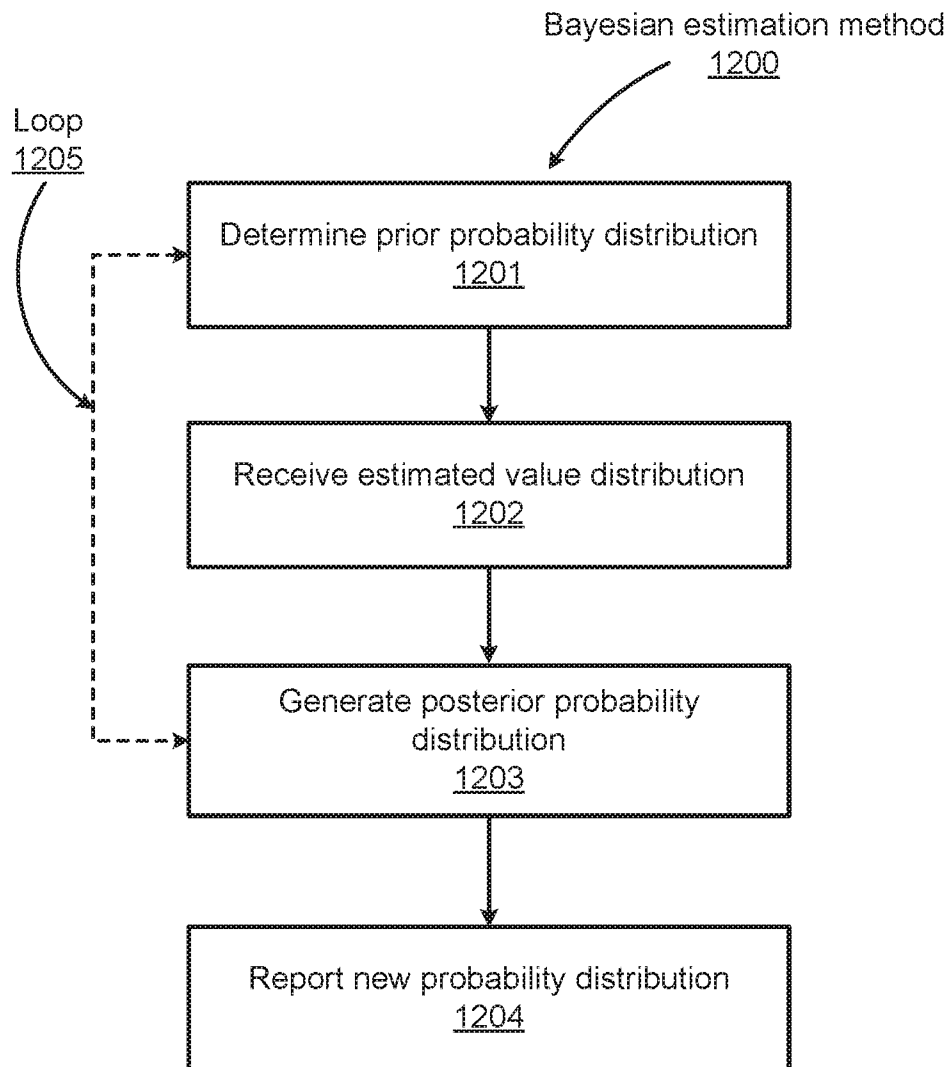 Bayesian estimation method
1200
Loop
1205
Determine prior probability distribution
1201
Receive estimated value distribution
1202
Generate posterior probability
distribution
1203
Report new probability distribution
1204